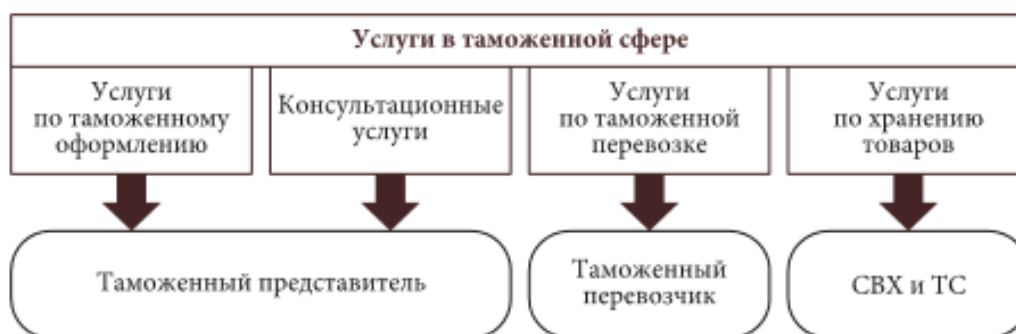 Услуги в таможенной сфере
Услуги
по таможенному
оформлению
Консультационные
услуги
Услуги
по таможенной
перевозке
Услуги
по хранению
товаров
Таможенный представитель
Таможенный
перевозчик
СВХ и ТС